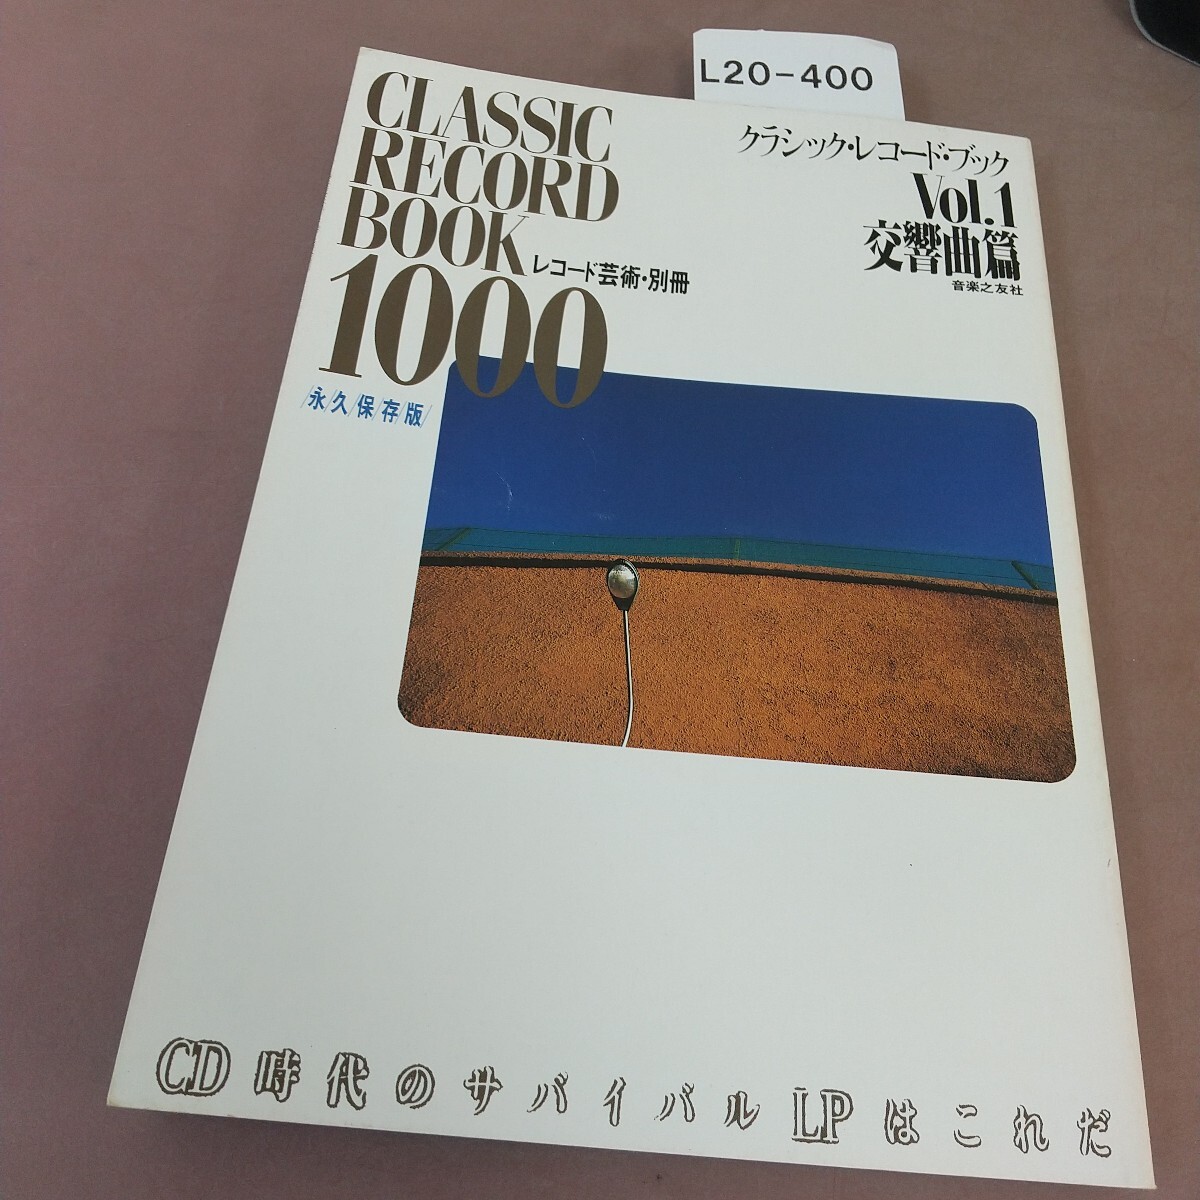 L20-400
CLASSIC
RECORD
BOOK
1000
レコード芸術・別冊
永久保存版
クラシック・レコード・ブック
Vol.1
交響曲篇
音楽之友社
CD時代のサバイバルLPはこれだ